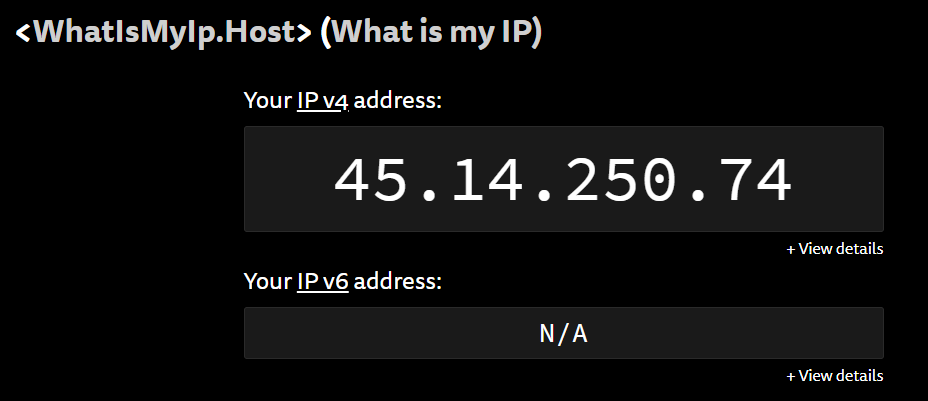 <WhatIsMyIp.Host> (What is my IP)
Your IP v4 address:
45.14.250.74
+ View details
Your IP v6 address:
N/A
+ View details